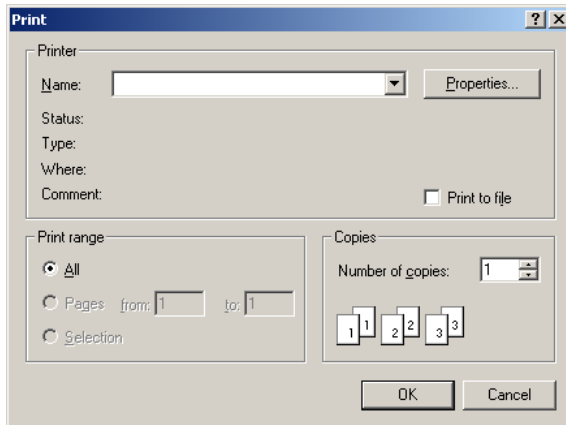 Print
Printer
Name:
Properties...
Status:
Type:
Where:
Comment:
Print to file
Print range
All
Pages from: 1 to: 1
Selection
Copies
Number of copies: 1
1 1 2 2 3 3
OK Cancel